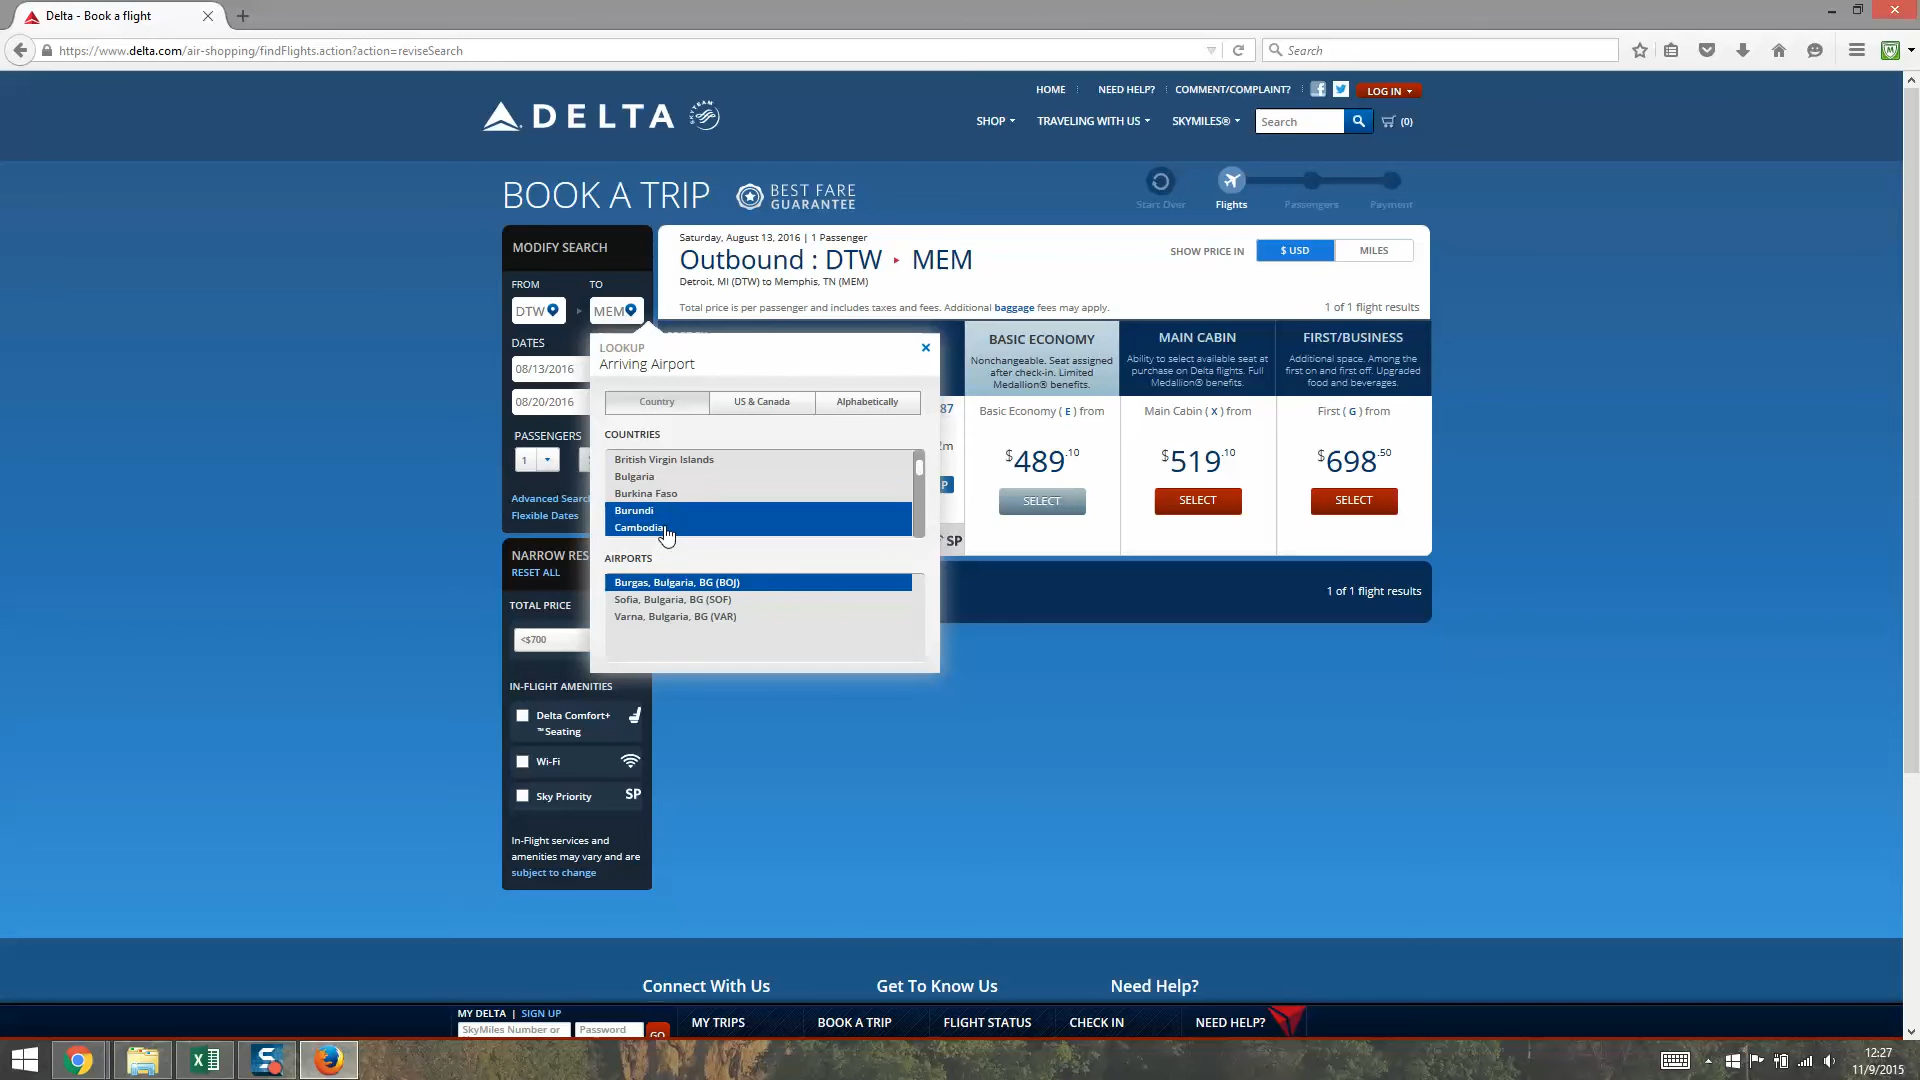 Delta - Book a flight
https://www.delta.com/air-shopping/findFlights.action?action=reviseSearch
Search
HOME
NEED HELP?
COMMENT/COMPLAINT?
LOG IN
DELTA
SKYTEAM
SHOP
TRAVELING WITH US
SKYMILES®
Search
(0)
BOOK A TRIP
BEST FARE
GUARANTEE
Start Over
Flights
Passengers
Payment
MODIFY SEARCH
FROM
TO
DTW
MEM
DATES
08/13/2016
08/20/2016
PASSENGERS
1
Advanced Searc
Flexible Dates
Saturday, August 13, 2016 | 1 Passenger
Outbound : DTW ▸ MEM
Detroit, MI (DTW) to Memphis, TN (MEM)
SHOW PRICE IN
$ USD
MILES
Total price is per passenger and includes taxes and fees. Additional baggage fees may apply.
1 of 1 flight results
LOOKUP
Arriving Airport
Country
US & Canada
Alphabetically
COUNTRIES
British Virgin Islands
Bulgaria
Burkina Faso
Burundi
Cambodia
AIRPORTS
Burgas, Bulgaria, BG (BOJ)
Sofia, Bulgaria, BG (SOF)
Varna, Bulgaria, BG (VAR)
BASIC ECONOMY
Nonchangeable. Seat assigned
after check-in. Limited
Medallion® benefits.
MAIN CABIN
Ability to select available seat at
purchase on Delta flights. Full
Medallion® benefits.
FIRST/BUSINESS
Additional space. Among the
first on and first off. Upgraded
food and beverages.
87
2m
P
SP
Basic Economy ( E ) from
$489.10
SELECT
Main Cabin ( X ) from
$519.10
SELECT
First ( G ) from
$698.50
SELECT
1 of 1 flight results
NARROW RES
RESET ALL
TOTAL PRICE
<$700
IN-FLIGHT AMENITIES
Delta Comfort+
™Seating
Wi-Fi
Sky Priority
SP
In-Flight services and
amenities may vary and are
subject to change
Connect With Us
Get To Know Us
Need Help?
MY DELTA | SIGN UP
SkyMiles Number or
Password
GO
MY TRIPS
BOOK A TRIP
FLIGHT STATUS
CHECK IN
NEED HELP?
12:27
11/9/2015